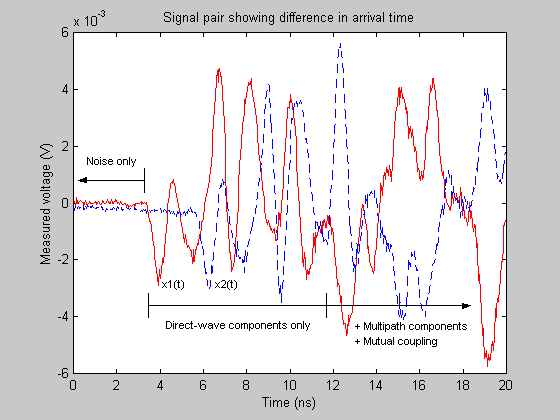 Signal pair showing difference in arrival time
x 10^-3
6
4
2
0
-2
-4
-6
Measured voltage (V)
Noise only
x1(t)
x2(t)
Direct-wave components only
+ Multipath components
+ Mutual coupling
0 2 4 6 8 10 12 14 16 18 20
Time (ns)